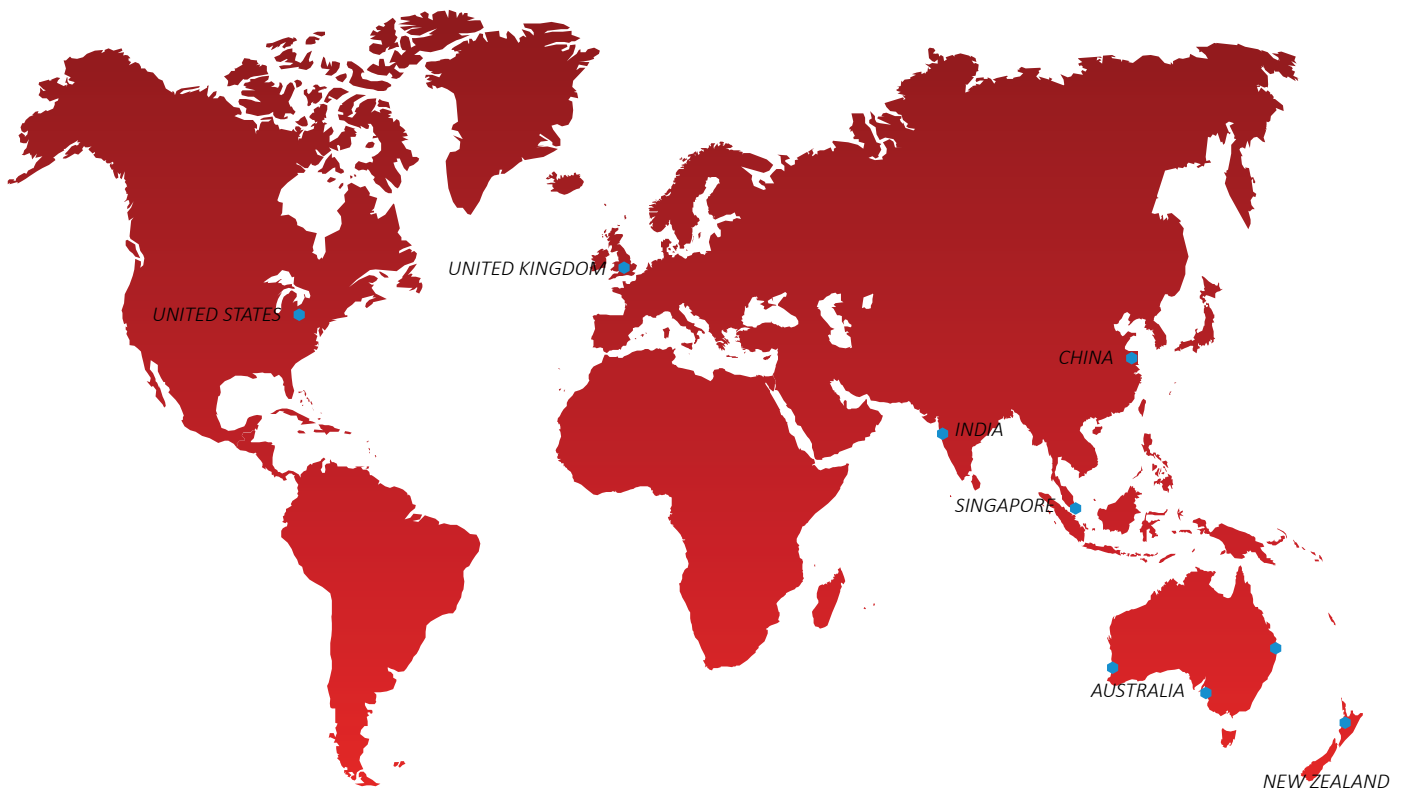 UNITED KINGDOM
UNITED STATES
CHINA
INDIA
SINGAPORE
AUSTRALIA
NEW ZEALAND